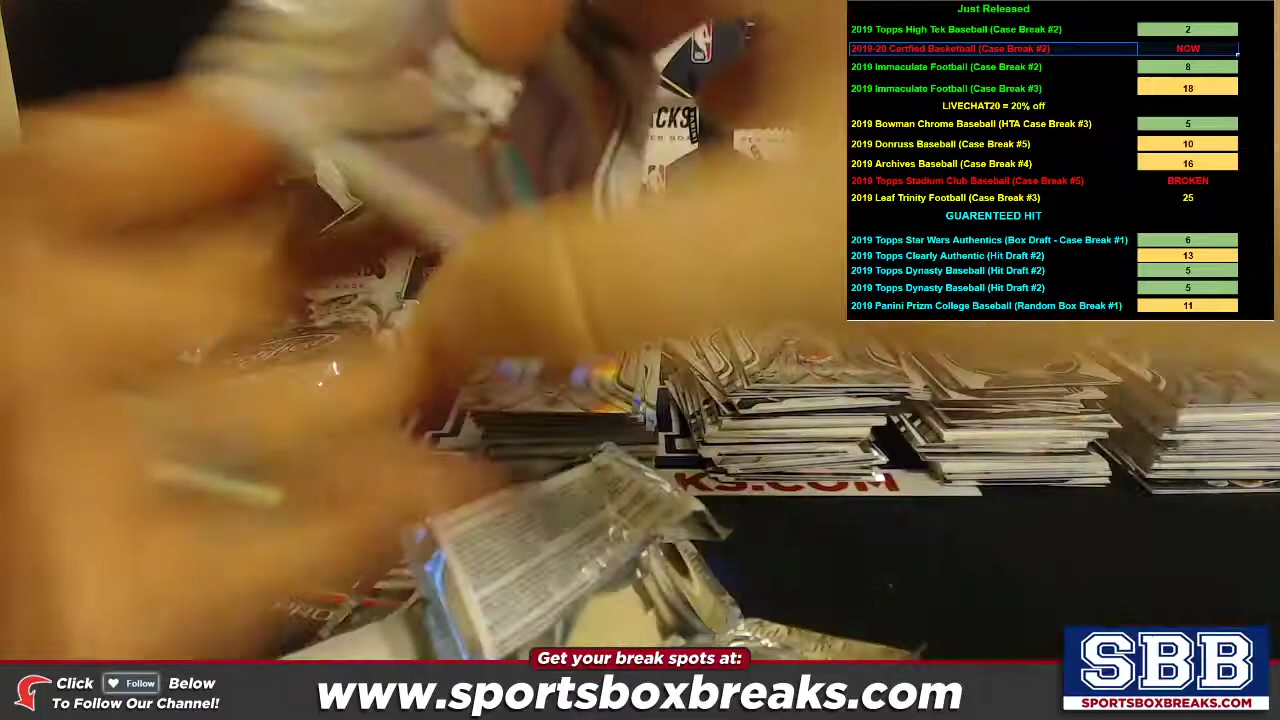 Just Released
2019 Topps High Tek Baseball (Case Break #2) 2
2019-20 Certfied Basketball (Case Break #2) NOW
2019 Immaculate Football (Case Break #2) 8
2019 Immaculate Football (Case Break #3) 18
LIVECHAT20 = 20% off
2019 Bowman Chrome Baseball (HTA Case Break #3) 5
2019 Donruss Baseball (Case Break #5) 10
2019 Archives Baseball (Case Break #4) 16
2019 Topps Stadium Club Baseball (Case Break #5) BROKEN
2019 Leaf Trinity Football (Case Break #3) 25
GUARENTEED HIT
2019 Topps Star Wars Authentics (Box Draft - Case Break #1) 6
2019 Topps Clearly Authentic (Hit Draft #2) 13
2019 Topps Dynasty Baseball (Hit Draft #2) 5
2019 Topps Dynasty Baseball (Hit Draft #2) 5
2019 Panini Prizm College Baseball (Random Box Break #1) 11
CKS
KS.COM
Get your break spots at:
Click Follow Below
To Follow Our Channel!
www.sportsboxbreaks.com
SBB
SPORTSBOXBREAKS.COM